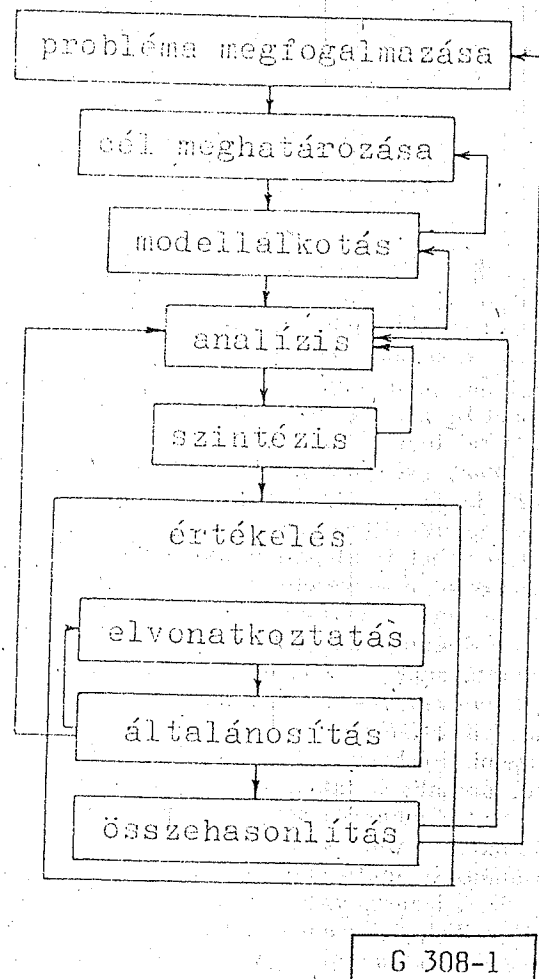 probléma megfogalmazása
cél meghatározása
modellalkotás
analízis
szintézis
értékelés
elvonatkoztatás
általánosítás
összehasonlítás
G 308-1